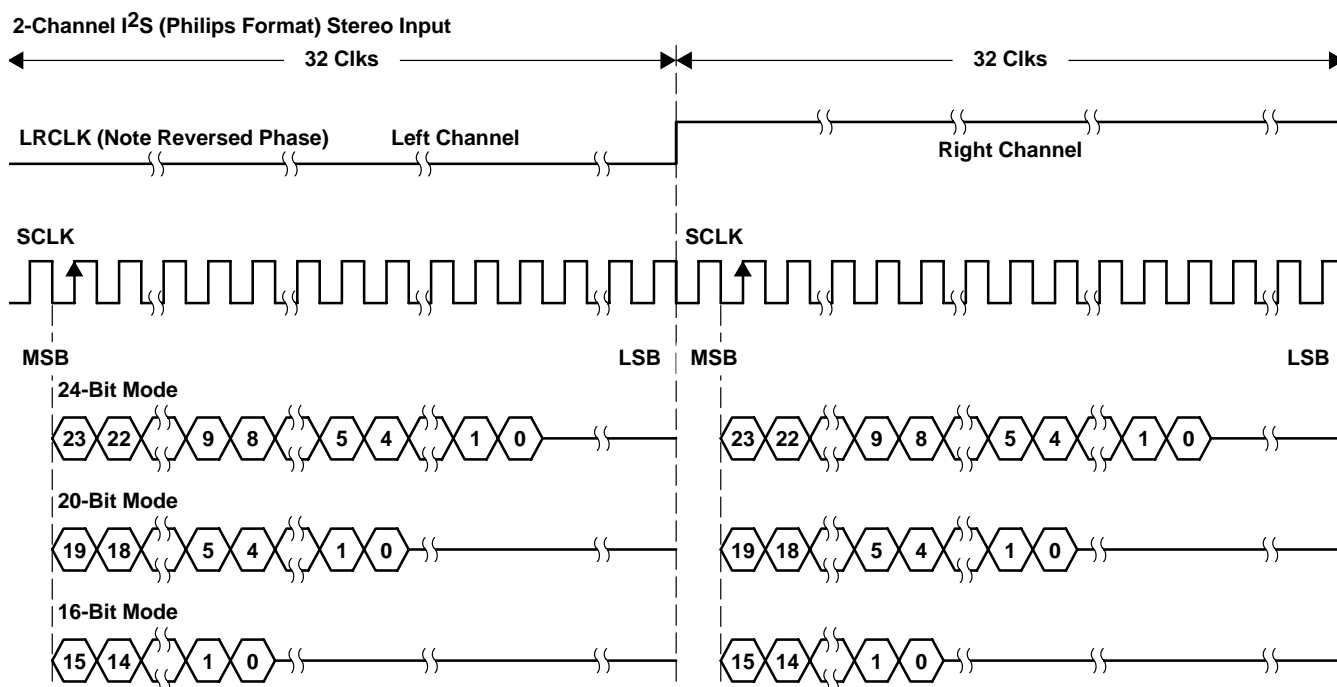 2-Channel I2S (Philips Format) Stereo Input
32 Clks 32 Clks
LRCLK (Note Reversed Phase) Left Channel
Right Channel
SCLK SCLK
MSB LSB MSB LSB
24-Bit Mode
23 22 9 8 5 4 1 0 23 22 9 8 5 4 1 0
20-Bit Mode
19 18 5 4 1 0 19 18 5 4 1 0
16-Bit Mode
15 14 1 0 15 14 1 0